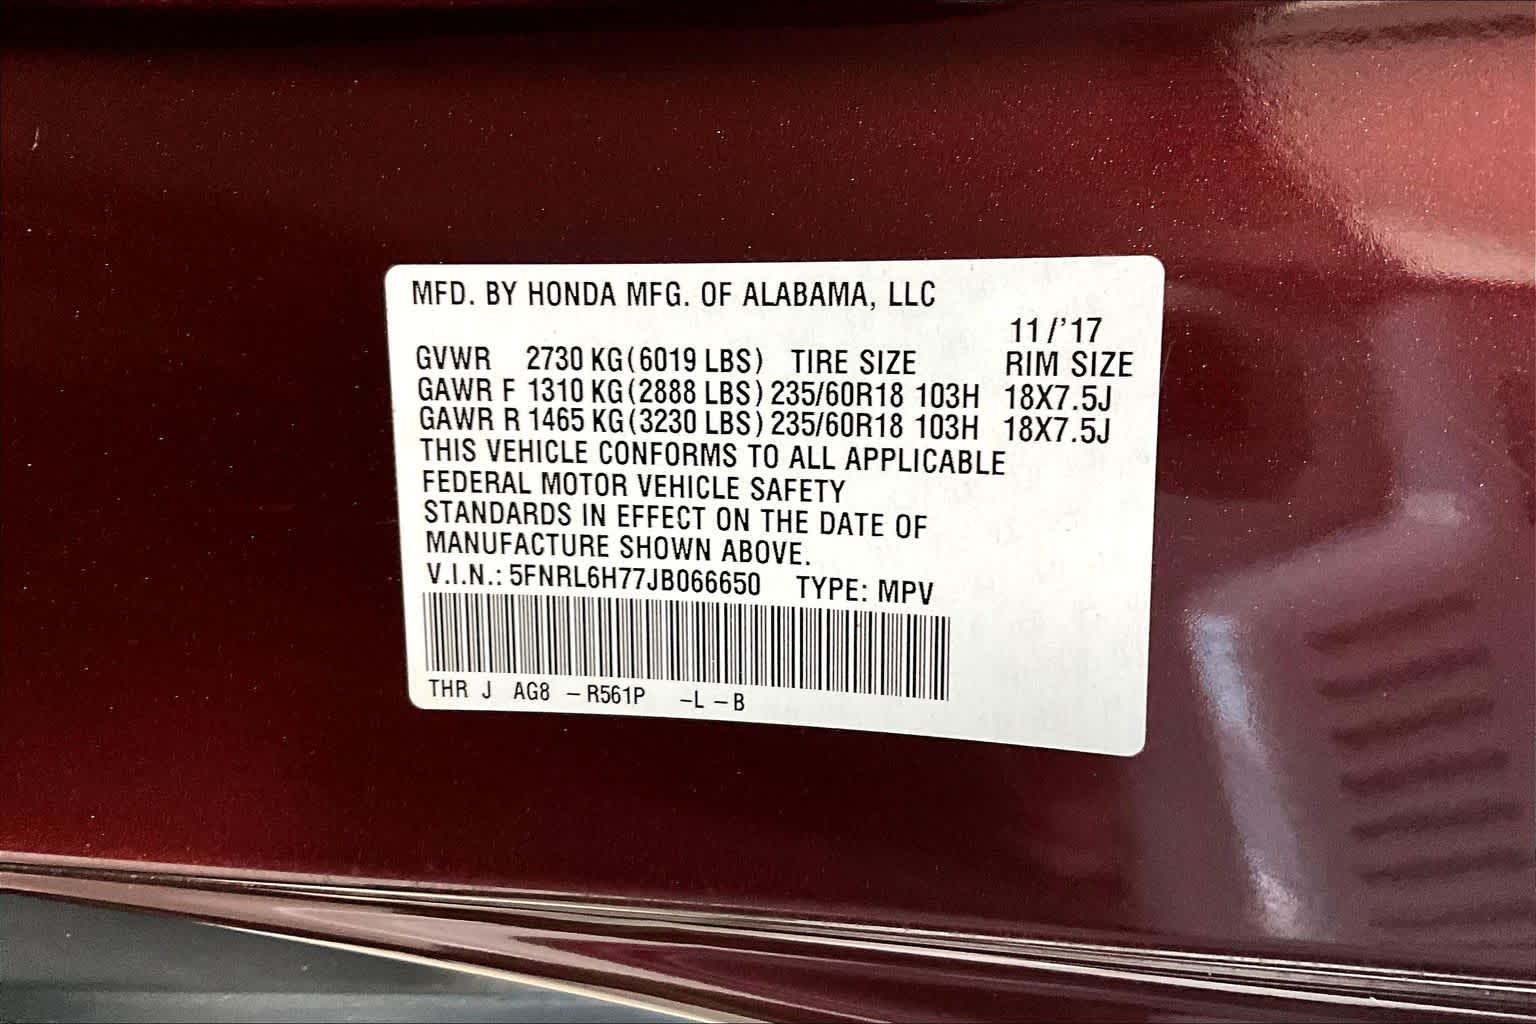 MFD. BY HONDA MFG. OF ALABAMA, LLC
11/'17
GVWR 2730 KG(6019 LBS) TIRE SIZE RIM SIZE
GAWR F 1310 KG(2888 LBS) 235/60R18 103H 18X7.5J
GAWR R 1465 KG(3230 LBS) 235/60R18 103H 18X7.5J
THIS VEHICLE CONFORMS TO ALL APPLICABLE
FEDERAL MOTOR VEHICLE SAFETY
STANDARDS IN EFFECT ON THE DATE OF
MANUFACTURE SHOWN ABOVE.
V.I.N.: 5FNRL6H77JB066650 TYPE: MPV
THR J AG8 -R561P -L -B